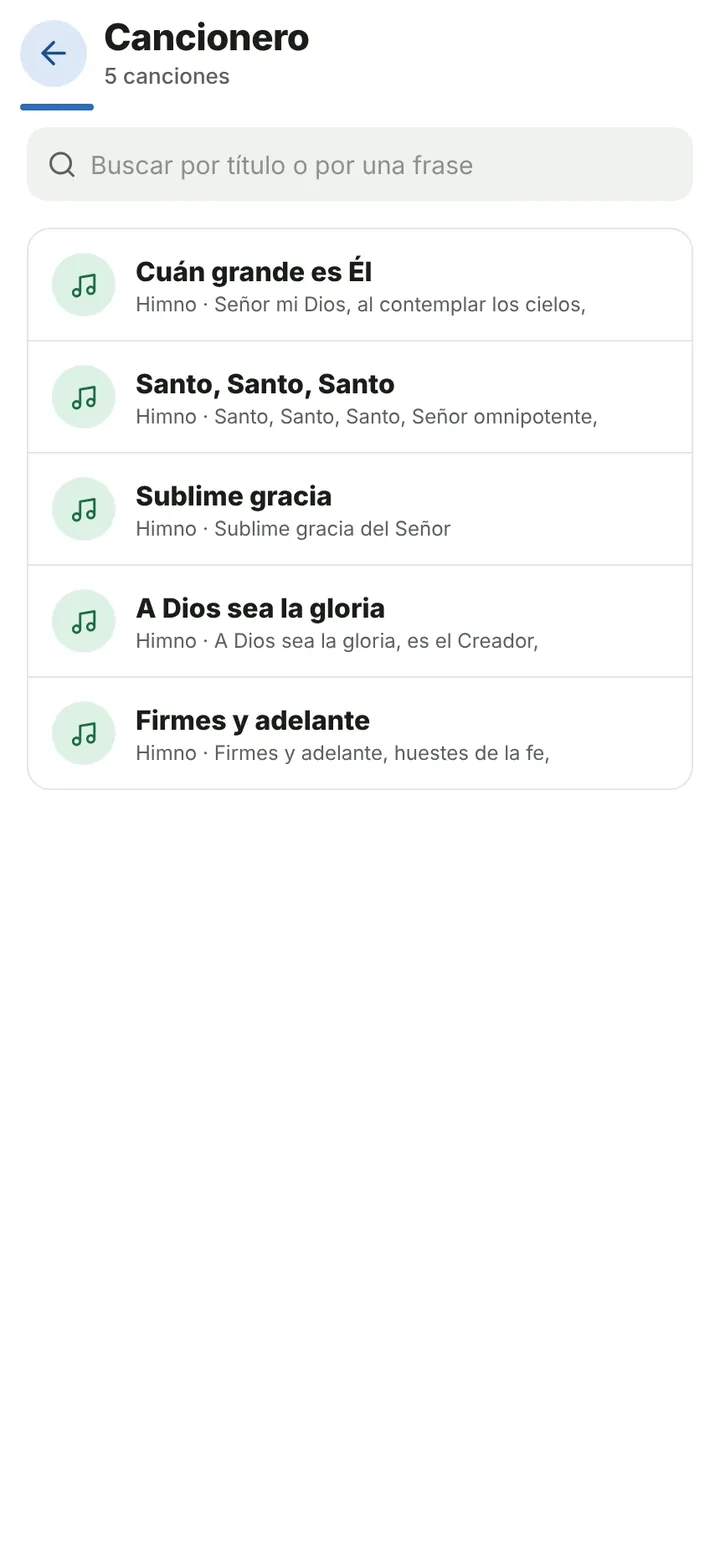 Cancionero
5 canciones
Buscar por título o por una frase
Cuán grande es Él
Himno · Señor mi Dios, al contemplar los cielos,
Santo, Santo, Santo
Himno · Santo, Santo, Santo, Señor omnipotente,
Sublime gracia
Himno · Sublime gracia del Señor
A Dios sea la gloria
Himno · A Dios sea la gloria, es el Creador,
Firmes y adelante
Himno · Firmes y adelante, huestes de la fe,